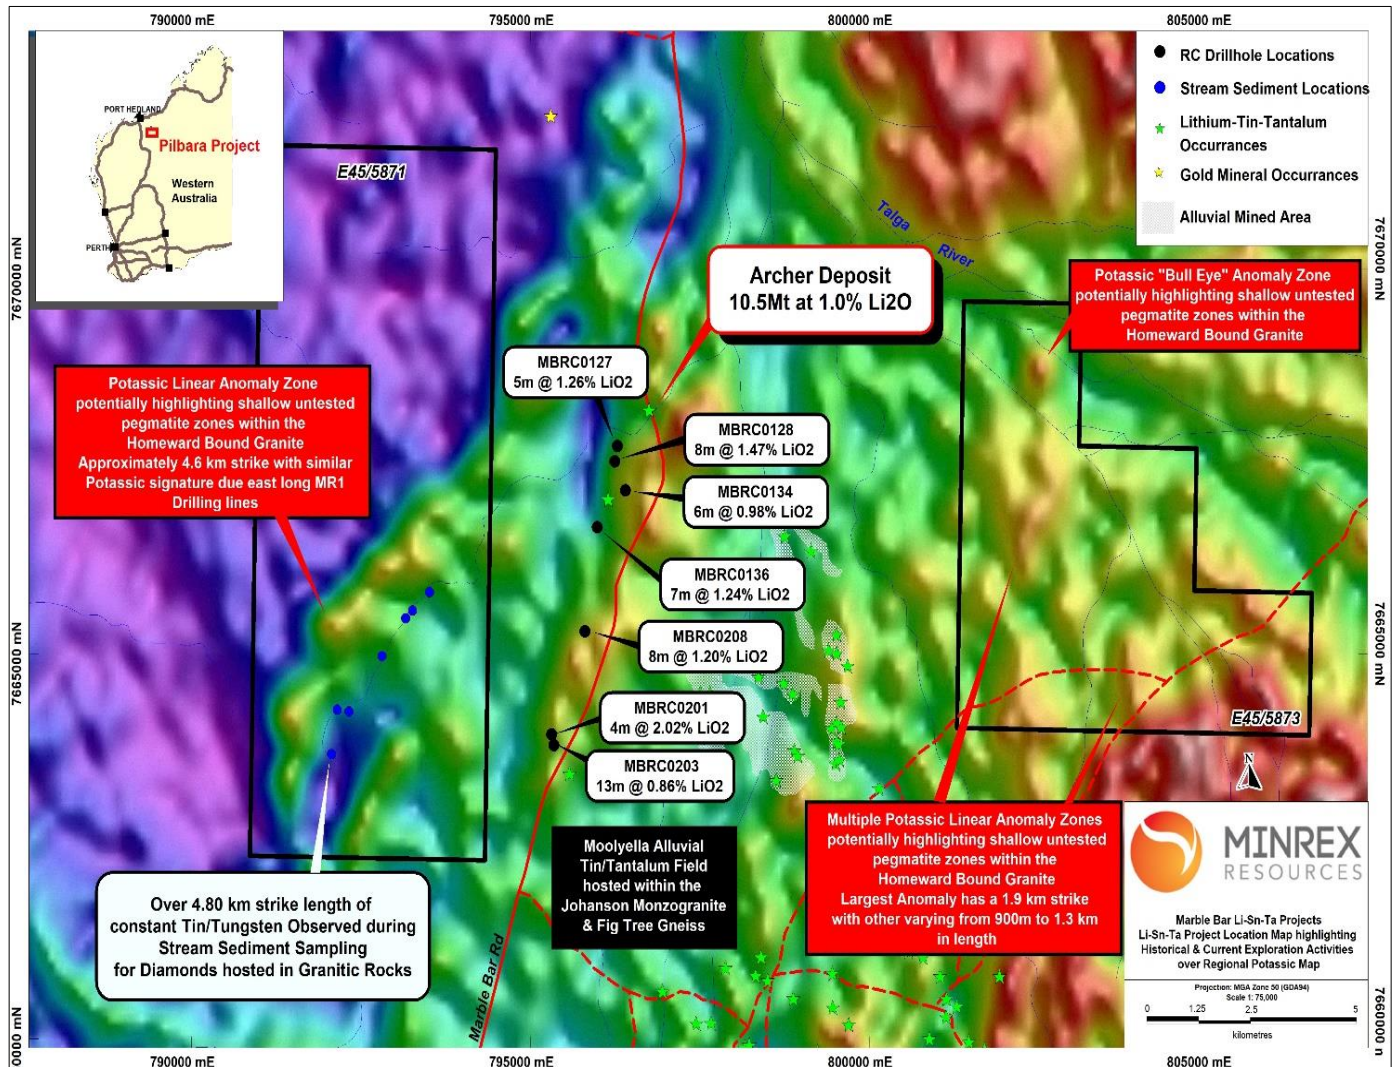 790000 mE
795000 mE
800000 mE
805000 mE
PORT HEDLAND
Pilbara Project
Western
Australia
PERTH
E45/5871
RC Drillhole Locations
Stream Sediment Locations
Lithium-Tin-Tantalum
Occurrances
Gold Mineral Occurrances
Alluvial Mined Area
Talga
River
7670000 mN
7670000 mN
Archer Deposit
10.5Mt at 1.0% Li2O
Potassic "Bull Eye" Anomaly Zone
potentially highlighting shallow untested
pegmatite zones within the
Homeward Bound Granite
Potassic Linear Anomaly Zone
potentially highlighting shallow untested
pegmatite zones within the
Homeward Bound Granite
Approximately 4.6 km strike with similar
Potassic signature due east long MR1
Drilling lines
MBRC0127
5m @ 1.26% LiO2
MBRC0128
8m @ 1.47% LiO2
MBRC0134
6m @ 0.98% LiO2
MBRC0136
7m @ 1.24% LiO2
MBRC0208
8m @ 1.20% LiO2
MBRC0201
4m @ 2.02% LiO2
MBRC0203
13m @ 0.86% LiO2
7665000 mN
7665000 mN
E45/5873
N
Over 4.80 km strike length of
constant Tin/Tungsten Observed during
Stream Sediment Sampling
for Diamonds hosted in Granitic Rocks
Moolyella Alluvial
Tin/Tantalum Field
hosted within the
Johanson Monzogranite
& Fig Tree Gneiss
Multiple Potassic Linear Anomaly Zones
potentially highlighting shallow untested
pegmatite zones within the
Homeward Bound Granite
Largest Anomaly has a 1.9 km strike
with other varying from 900m to 1.3 km
in length
Marble Bar Rd
MINREX
RESOURCES
Marble Bar Li-Sn-Ta Projects
Li-Sn-Ta Project Location Map highlighting
Historical & Current Exploration Activities
over Regional Potassic Map
Projection: MGA Zone 50 (GDA94)
Scale 1: 75,000
0 1.25 2.5 5
kilometres
0000 mN
7660000 n
790000 mE
795000 mE
800000 mE
805000 mE